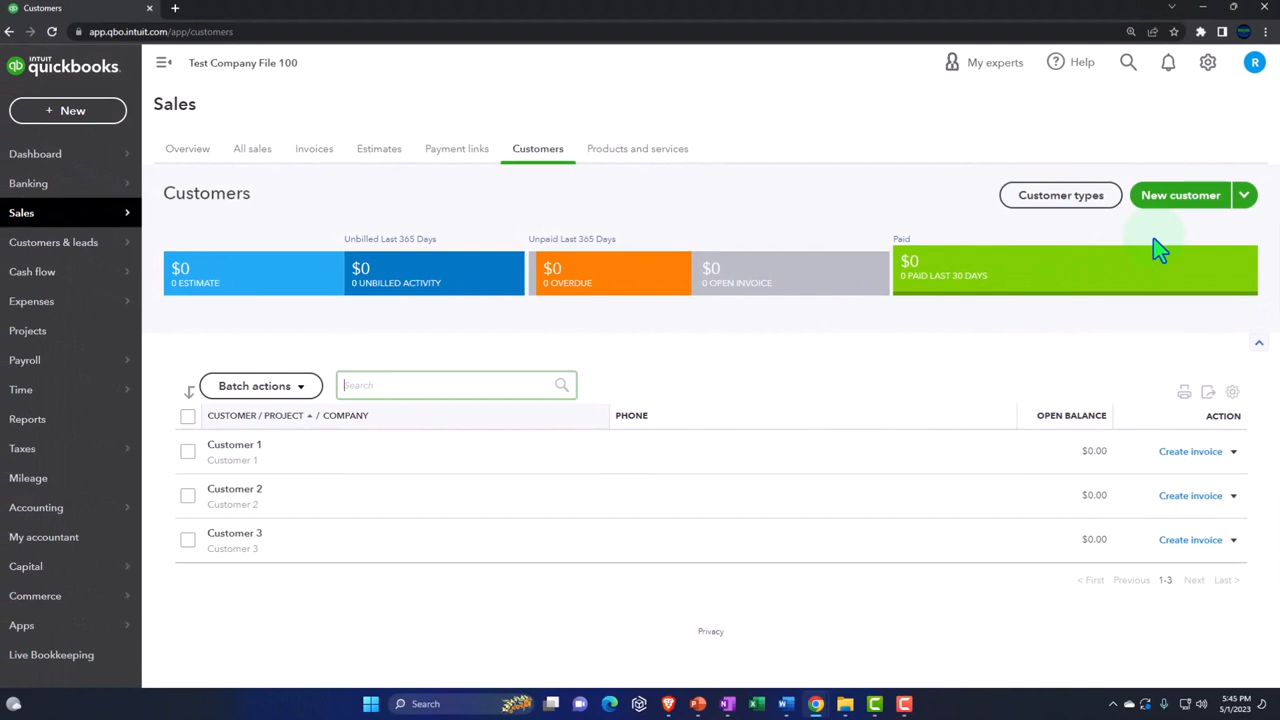 Customers
app.qbo.intuit.com/app/customers
INTUIT
quickbooks.
Test Company File 100
My experts
Help
R
+ New
Sales
Dashboard
Banking
Sales
Customers & leads
Cash flow
Expenses
Projects
Payroll
Time
Reports
Taxes
Mileage
Accounting
My accountant
Capital
Commerce
Apps
Live Bookkeeping
Overview All sales Invoices Estimates Payment links Customers Products and services
Customers
Customer types
New customer
Unbilled Last 365 Days
Unpaid Last 365 Days
Paid
$0
0 ESTIMATE
$0
0 UNBILLED ACTIVITY
$0
0 OVERDUE
$0
0 OPEN INVOICE
$0
0 PAID LAST 30 DAYS
Batch actions
Search
CUSTOMER / PROJECT / COMPANY PHONE OPEN BALANCE ACTION
Customer 1
Customer 1
$0.00 Create invoice
Customer 2
Customer 2
$0.00 Create invoice
Customer 3
Customer 3
$0.00 Create invoice
< First Previous 1-3 Next Last >
Privacy
Search
5:45 PM
5/1/2023